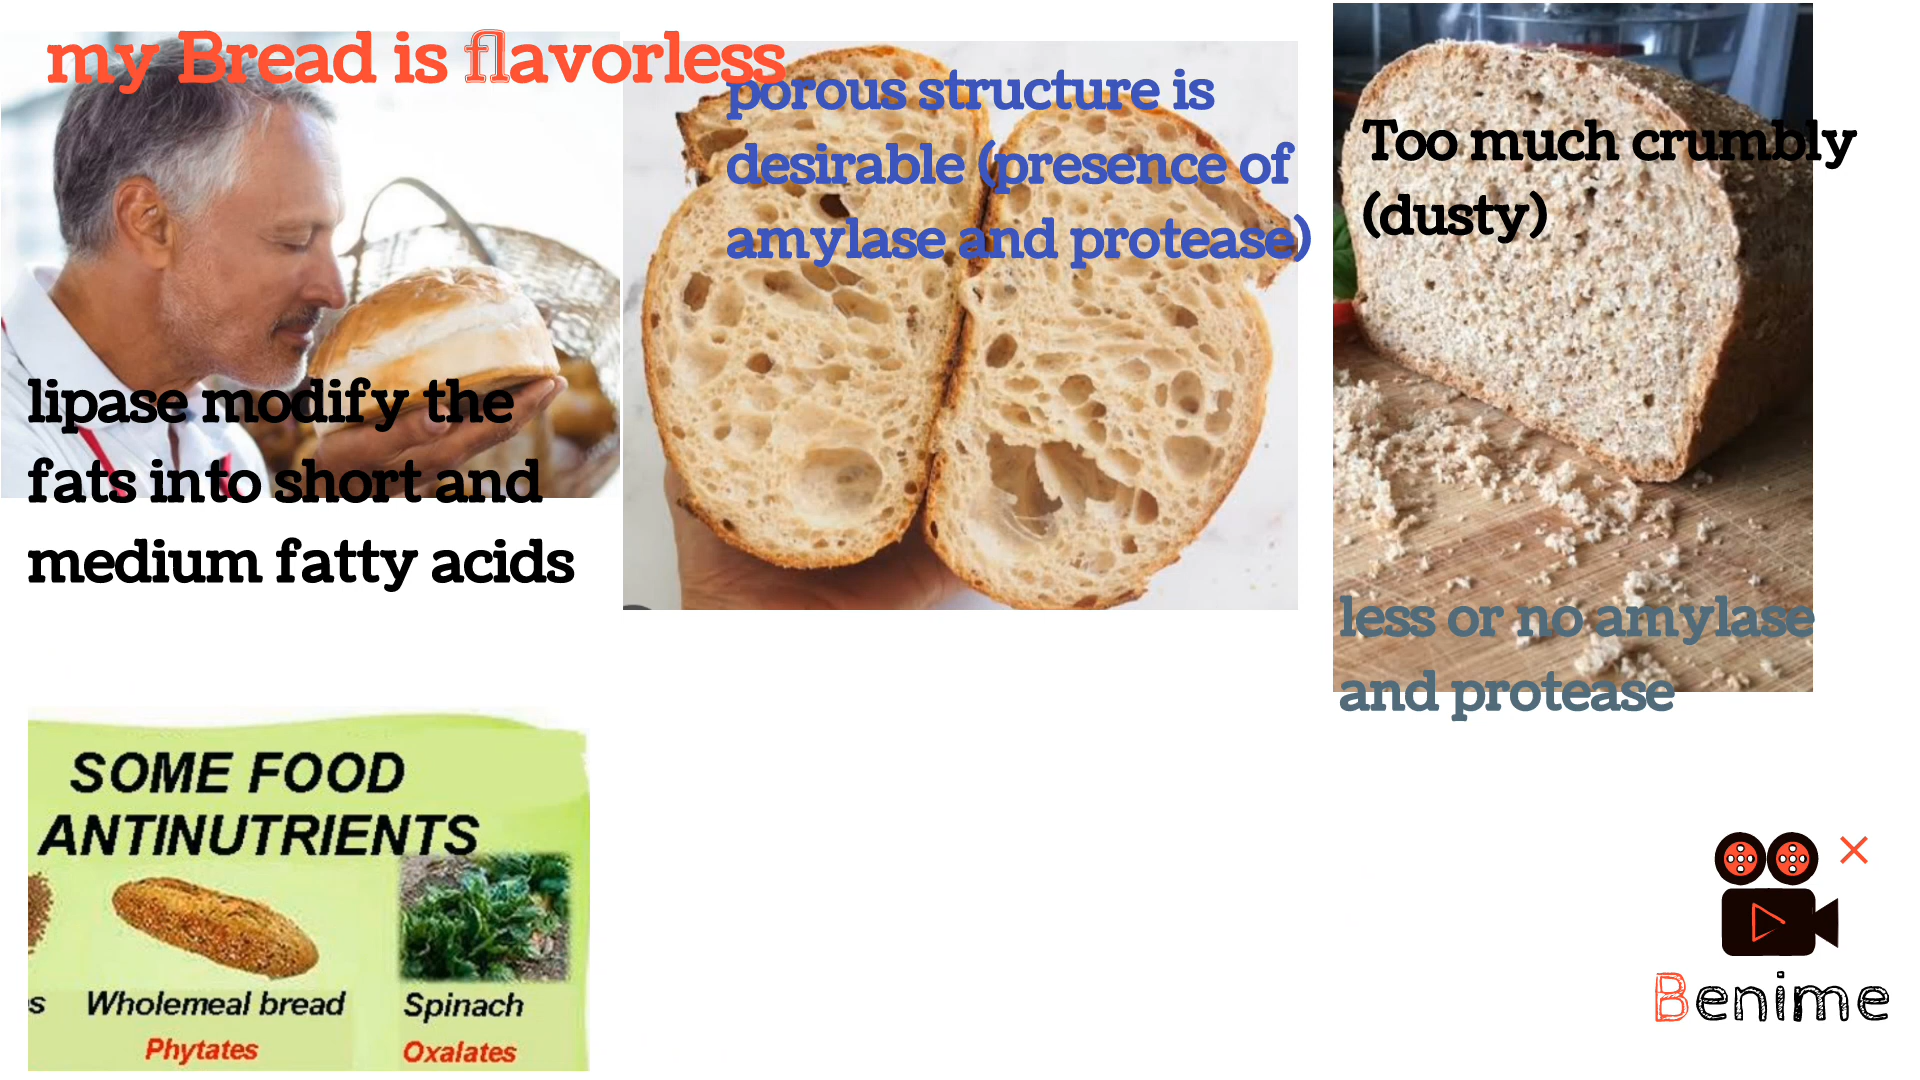 my Bread is flavorless
lipase modify the
fats into short and
medium fatty acids
porous structure is
desirable (presence of
amylase and protease)
Too much crumbly
(dusty)
less or no amylase
and protease
SOME FOOD
ANTINUTRIENTS
s Wholemeal bread Spinach
Phytates Oxalates
Benime